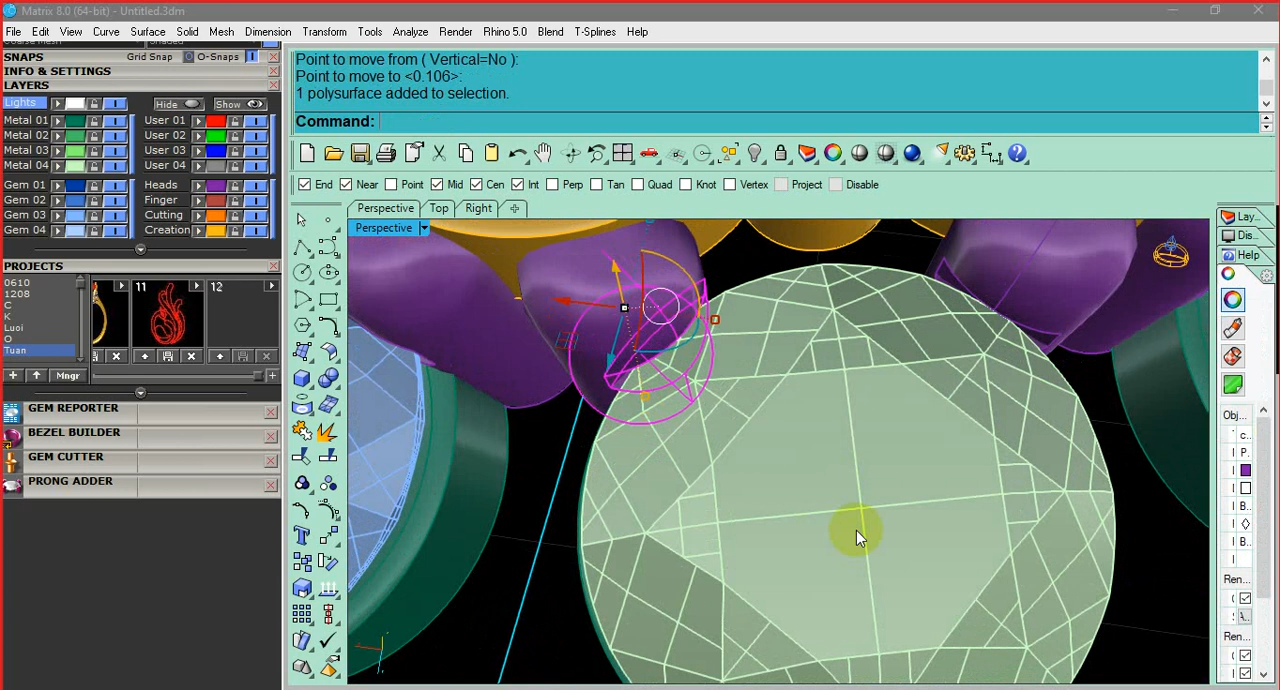 Matrix 8.0 (64-bit) - Untitled.3dm
File Edit View Curve Surface Solid Mesh Dimension Transform Tools Analyze Render Rhino 5.0 Blend T-Splines Help
SNAPS Grid Snap O-Snaps
INFO & SETTINGS
LAYERS
Lights Hide Show
Metal 01 User 01
Metal 02 User 02
Metal 03 User 03
Metal 04 User 04
Gem 01 Heads
Gem 02 Finger
Gem 03 Cutting
Gem 04 Creation
PROJECTS
0610
1208
C
K
Luoi
O
Tuan
11 12
Mngr
GEM REPORTER
BEZEL BUILDER
GEM CUTTER
PRONG ADDER
Point to move from ( Vertical=No ):
Point to move to <0.106>:
1 polysurface added to selection.
Command:
End Near Point Mid Cen Int Perp Tan Quad Knot Vertex Project Disable
Perspective Top Right
Perspective
Lay...
Dis...
Help
Obj...
c..
P.
B..
B..
Ren...
Ren...